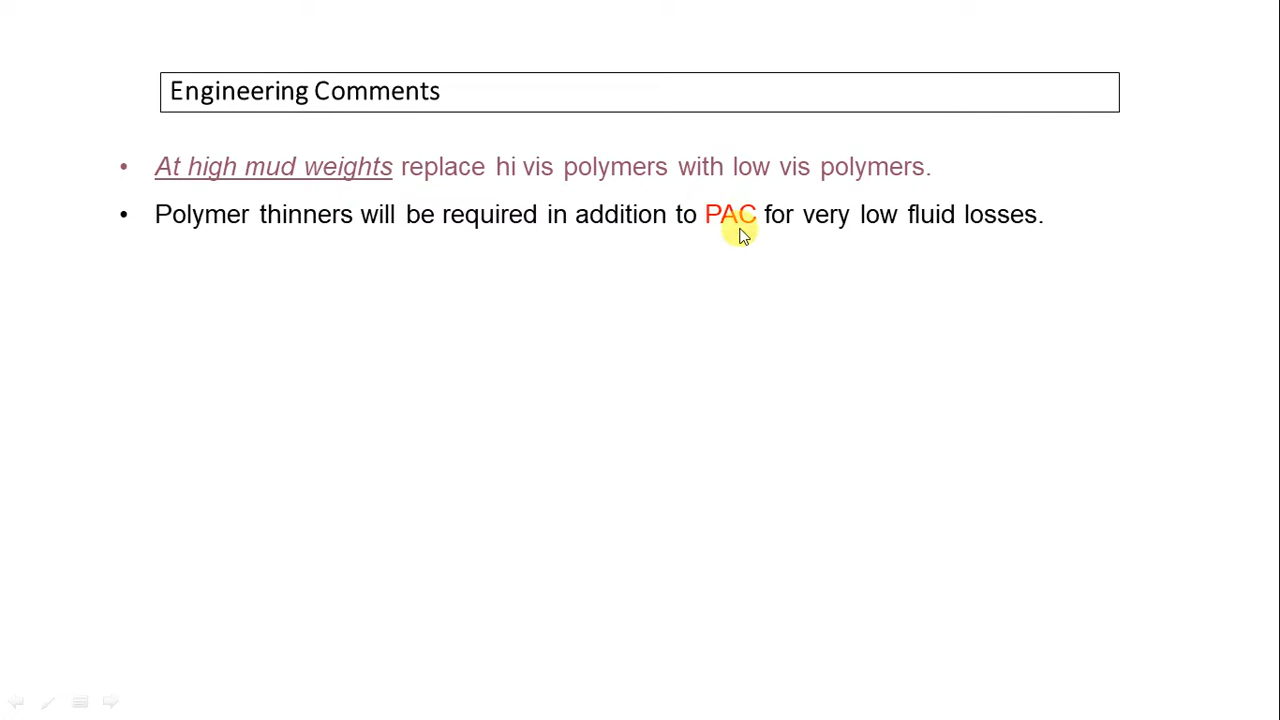 Engineering Comments
• At high mud weights replace hi vis polymers with low vis polymers.
• Polymer thinners will be required in addition to PAC for very low fluid losses.